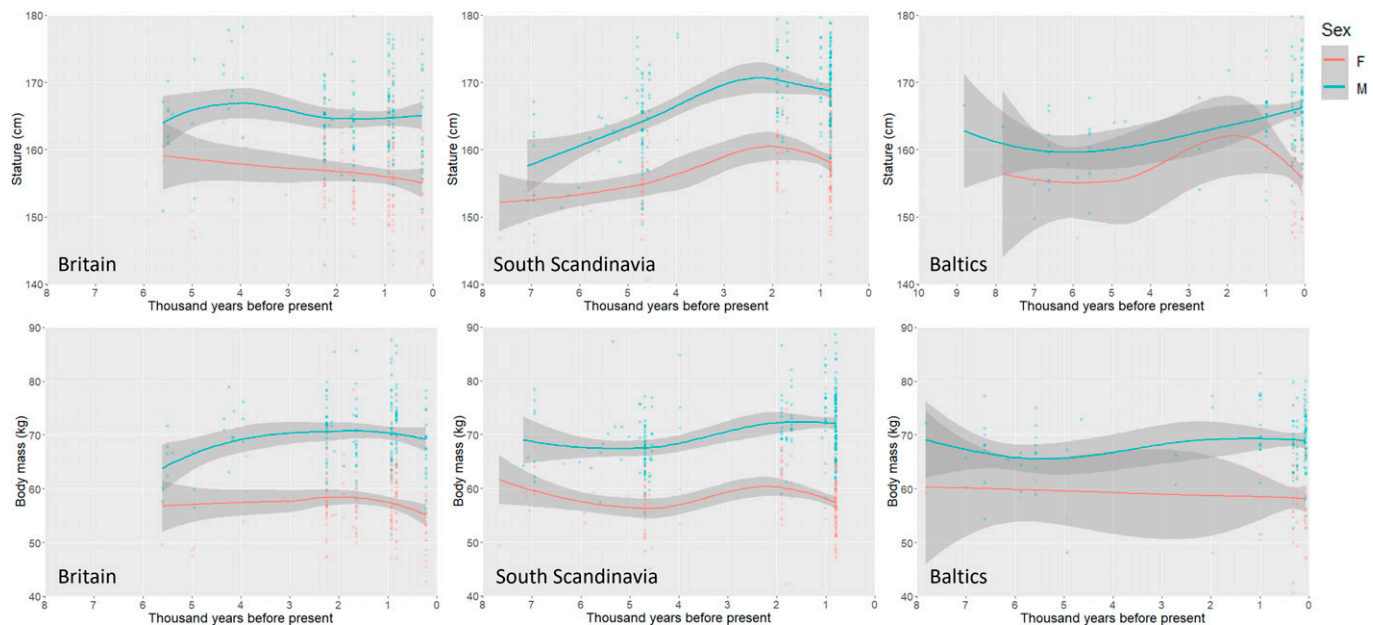 180
170
160
150
140
Stature (cm)
Britain
8 7 6 5 4 3 2 1 0
Thousand years before present
180
170
160
150
140
Stature (cm)
South Scandinavia
8 7 6 5 4 3 2 1 0
Thousand years before present
180
170
160
150
140
Stature (cm)
Baltics
10 9 8 7 6 5 4 3 2 1 0
Thousand years before present
Sex
F
M
90
80
70
60
50
40
Body mass (kg)
Britain
8 7 6 5 4 3 2 1 0
Thousand years before present
90
80
70
60
50
40
Body mass (kg)
South Scandinavia
8 7 6 5 4 3 2 1 0
Thousand years before present
90
80
70
60
50
40
Body mass (kg)
Baltics
8 7 6 5 4 3 2 1 0
Thousand years before present